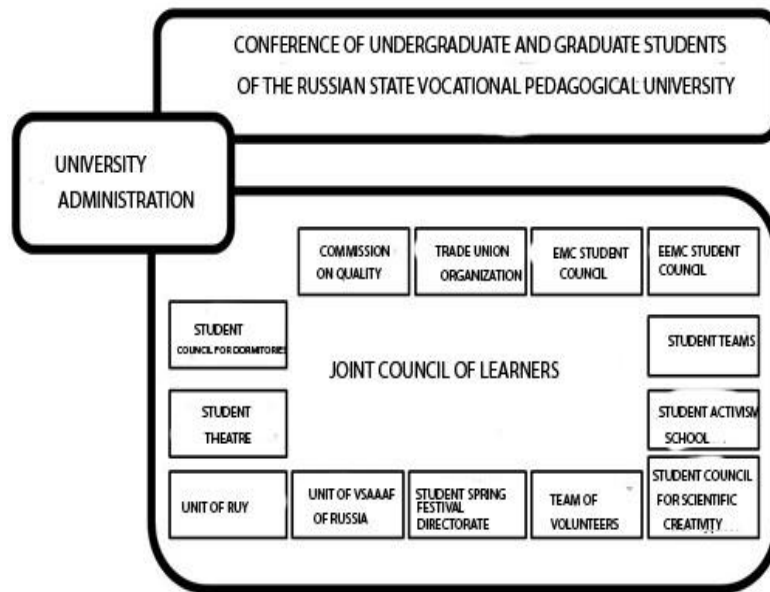 CONFERENCE OF UNDERGRADUATE AND GRADUATE STUDENTS
OF THE RUSSIAN STATE VOCATIONAL PEDAGOGICAL UNIVERSITY
UNIVERSITY
ADMINISTRATION
COMMISSION
ON QUALITY
TRADE UNION
ORGANIZATION
EMC STUDENT
COUNCIL
EEMC STUDENT
COUNCIL
STUDENT
COUNCIL FOR DORMITORIES
STUDENT TEAMS
JOINT COUNCIL OF LEARNERS
STUDENT
THEATRE
STUDENT ACTIVISM
SCHOOL
UNIT OF RUY
UNIT OF VSAAAF
OF RUSSIA
STUDENT SPRING
FESTIVAL
DIRECTORATE
TEAM OF
VOLUNTEERS
STUDENT COUNCIL
FOR SCIENTIFIC
CREATIVITY